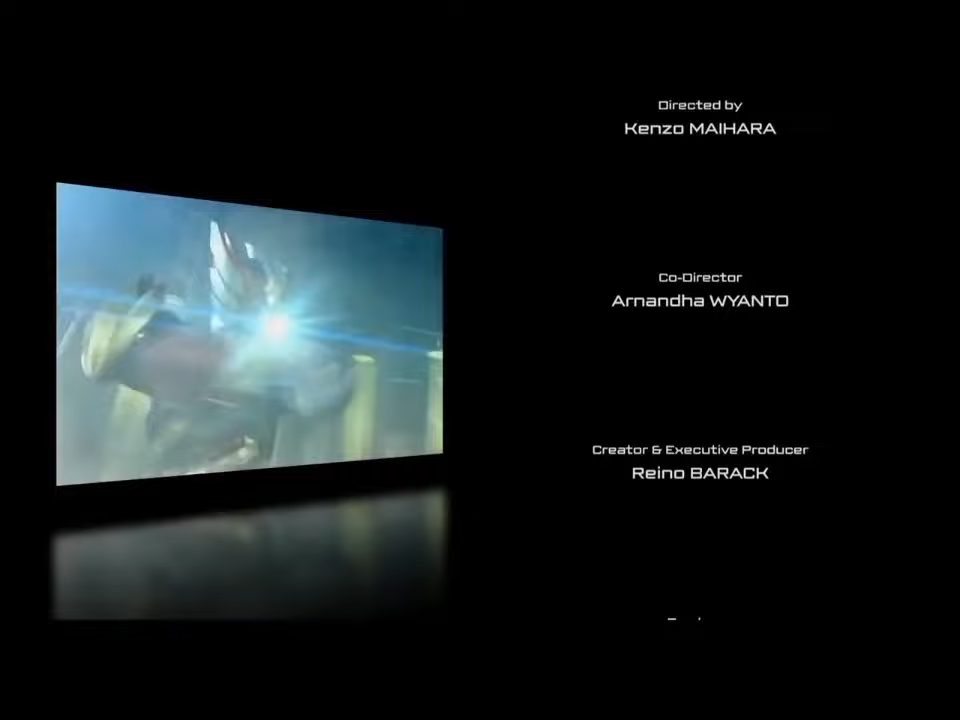 Directed by
Kenzo MAIHARA
Co-Director
Arnandha WYANTO
Creator & Executive Producer
Reino BARACK